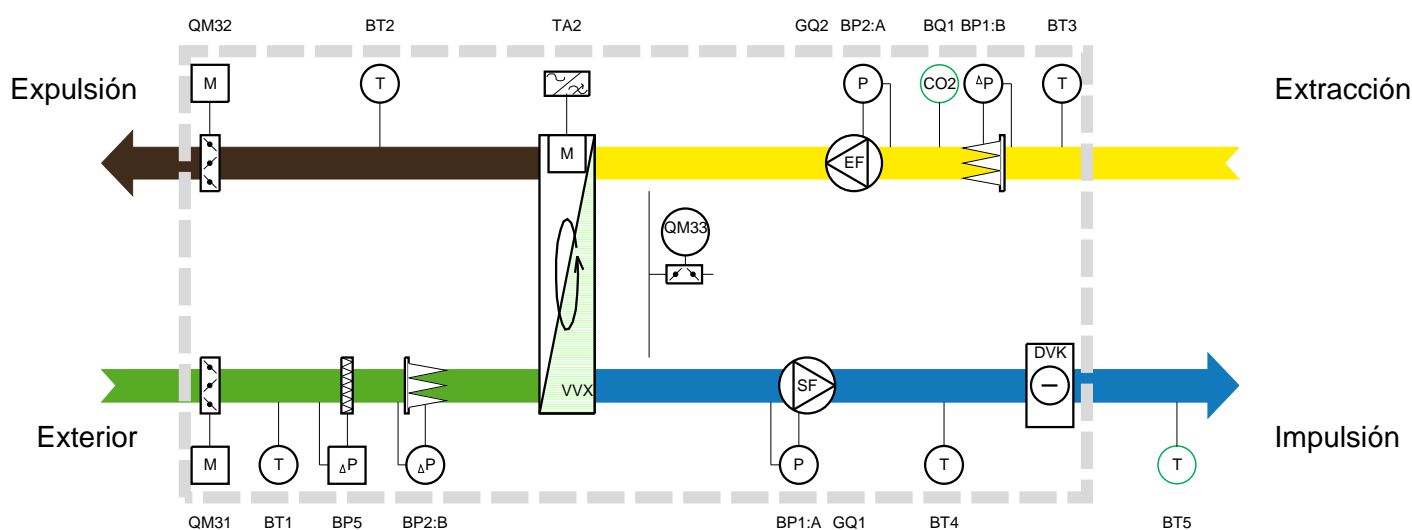 QM32 BT2 TA2 GQ2 BP2:A BQ1 BP1:B BT3
Expulsión M T P CO2 ΔP T Extracción
M EF
QM33
VVX SF DVK
Exterior M T ΔP ΔP P T T Impulsión
QM31 BT1 BP5 BP2:B BP1:A GQ1 BT4 BT5